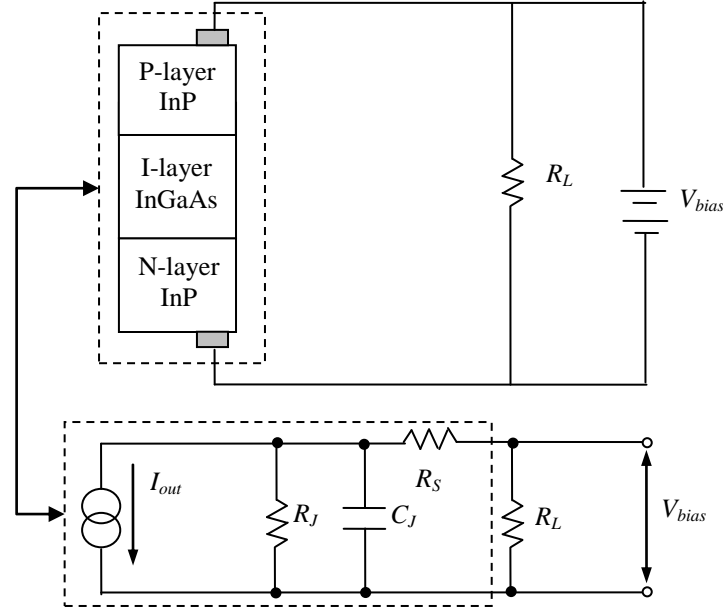 P-layer
InP
I-layer
InGaAs
N-layer
InP
R_L
V_bias
I_out
R_J
C_J
R_S
R_L
V_bias